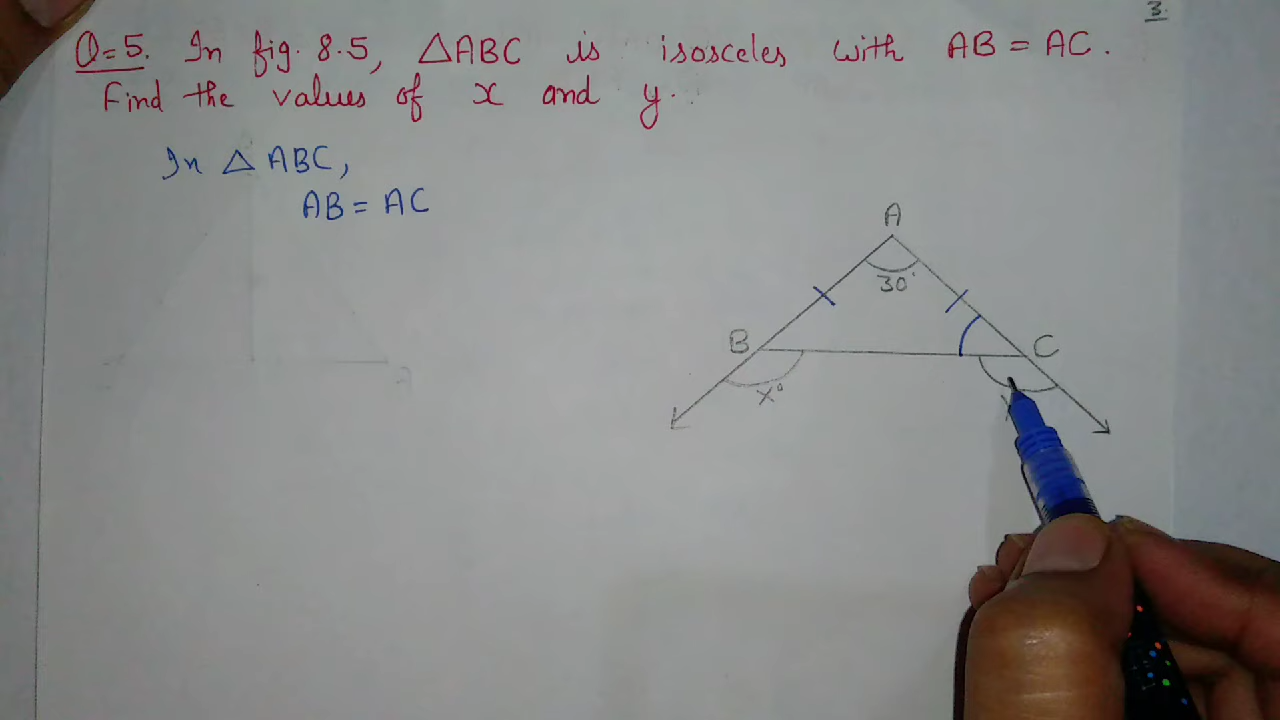 3.
Q=5. In fig. 8.5, △ABC is isosceles with AB = AC.
Find the values of x and y.
In △ ABC,
AB = AC
A
30°
B
C
x°